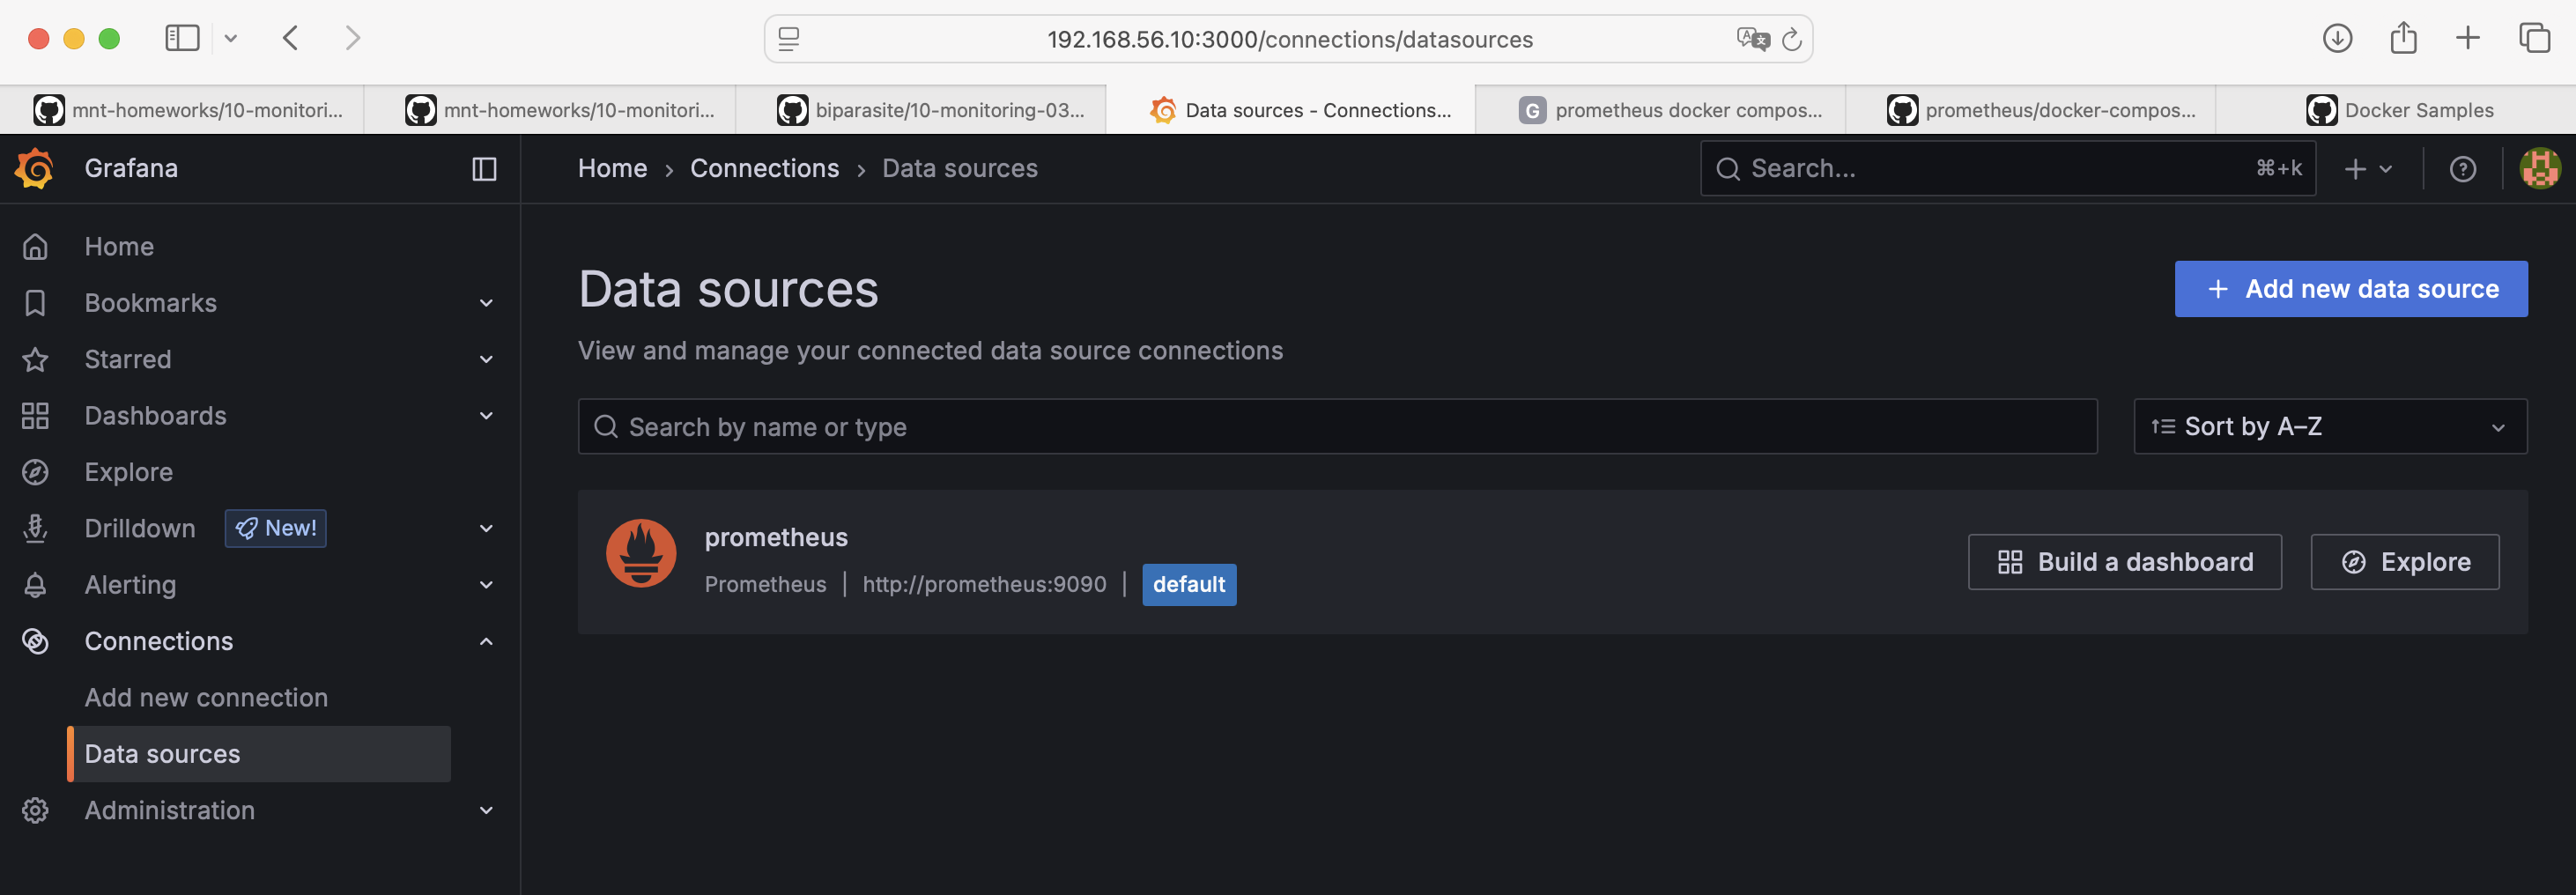 192.168.56.10:3000/connections/datasources
mnt-homeworks/10-monitori...
mnt-homeworks/10-monitori...
biparasite/10-monitoring-03...
Data sources - Connections...
G prometheus docker compos...
prometheus/docker-compos...
Docker Samples
Grafana
Home › Connections › Data sources
Search... ⌘+k
Home
Bookmarks
Starred
Dashboards
Explore
Drilldown New!
Alerting
Connections
Add new connection
Data sources
Administration
Data sources
+ Add new data source
View and manage your connected data source connections
Search by name or type
Sort by A–Z
prometheus
Prometheus | http://prometheus:9090 | default
Build a dashboard
Explore